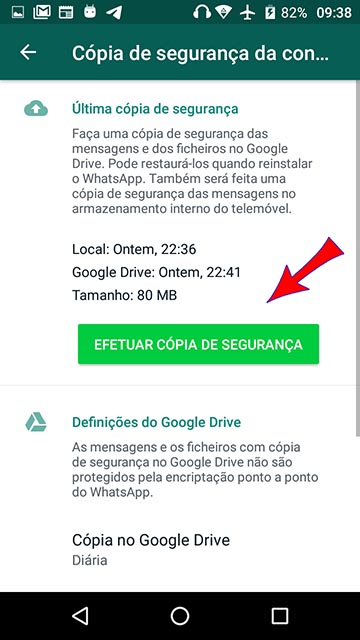 82% 09:38
Cópia de segurança da con...
Última cópia de segurança
Faça uma cópia de segurança das
mensagens e dos ficheiros no Google
Drive. Pode restaurá-los quando reinstalar
o WhatsApp. Também será feita uma
cópia de segurança das mensagens no
armazenamento interno do telemóvel.
Local: Ontem, 22:36
Google Drive: Ontem, 22:41
Tamanho: 80 MB
EFETUAR CÓPIA DE SEGURANÇA
Definições do Google Drive
As mensagens e os ficheiros com cópia
de segurança no Google Drive não são
protegidos pela encriptação ponto a ponto
do WhatsApp.
Cópia no Google Drive
Diária